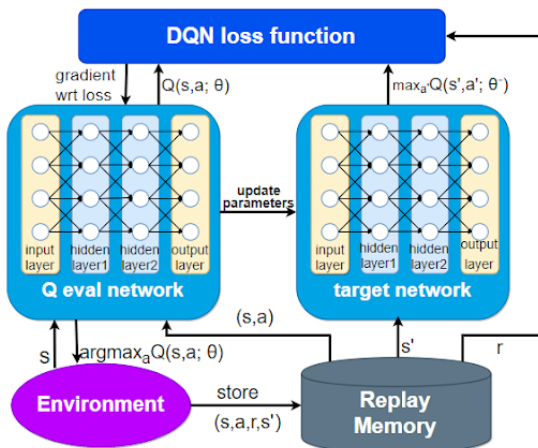 DQN loss function
gradient
wrt loss
Q(s,a; θ)
maxₐ'Q(s',a'; θ⁻)
input
layer
hidden
layer1
hidden
layer2
output
layer
Q eval network
update
parameters
input
layer
hidden
layer1
hidden
layer2
output
layer
target network
(s,a)
s
argmaxₐQ(s,a; θ)
s'
r
Environment
store
(s,a,r,s')
Replay
Memory